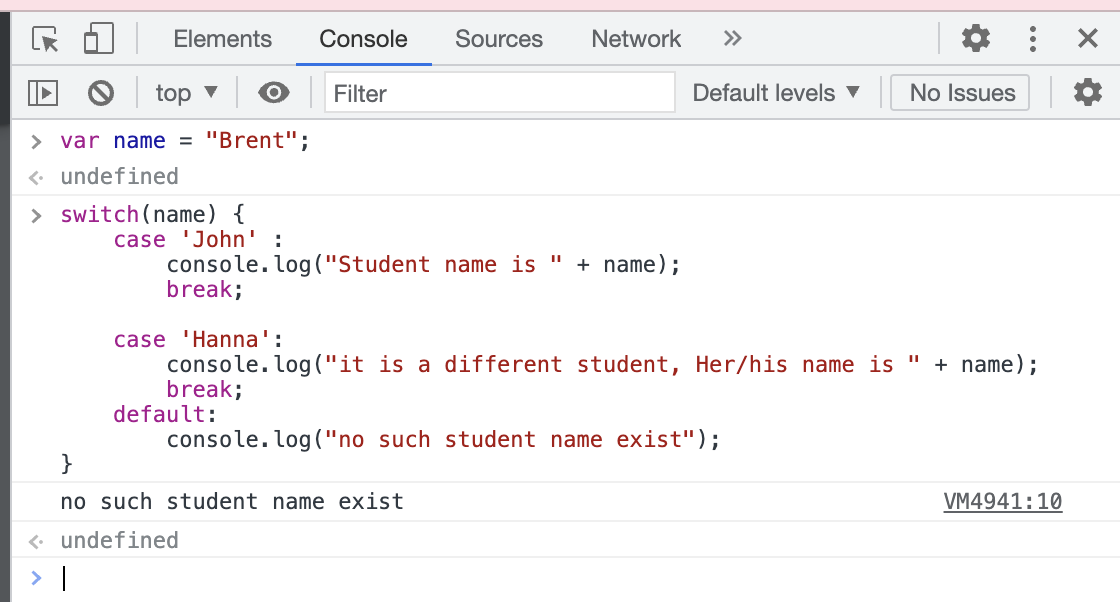 Elements Console Sources Network »
top ▼ Filter Default levels ▼ No Issues
> var name = "Brent";
undefined
> switch(name) {
    case 'John' :
        console.log("Student name is " + name);
        break;

    case 'Hanna':
        console.log("it is a different student, Her/his name is " + name);
        break;
    default:
        console.log("no such student name exist");
}
no such student name exist VM4941:10
undefined
>